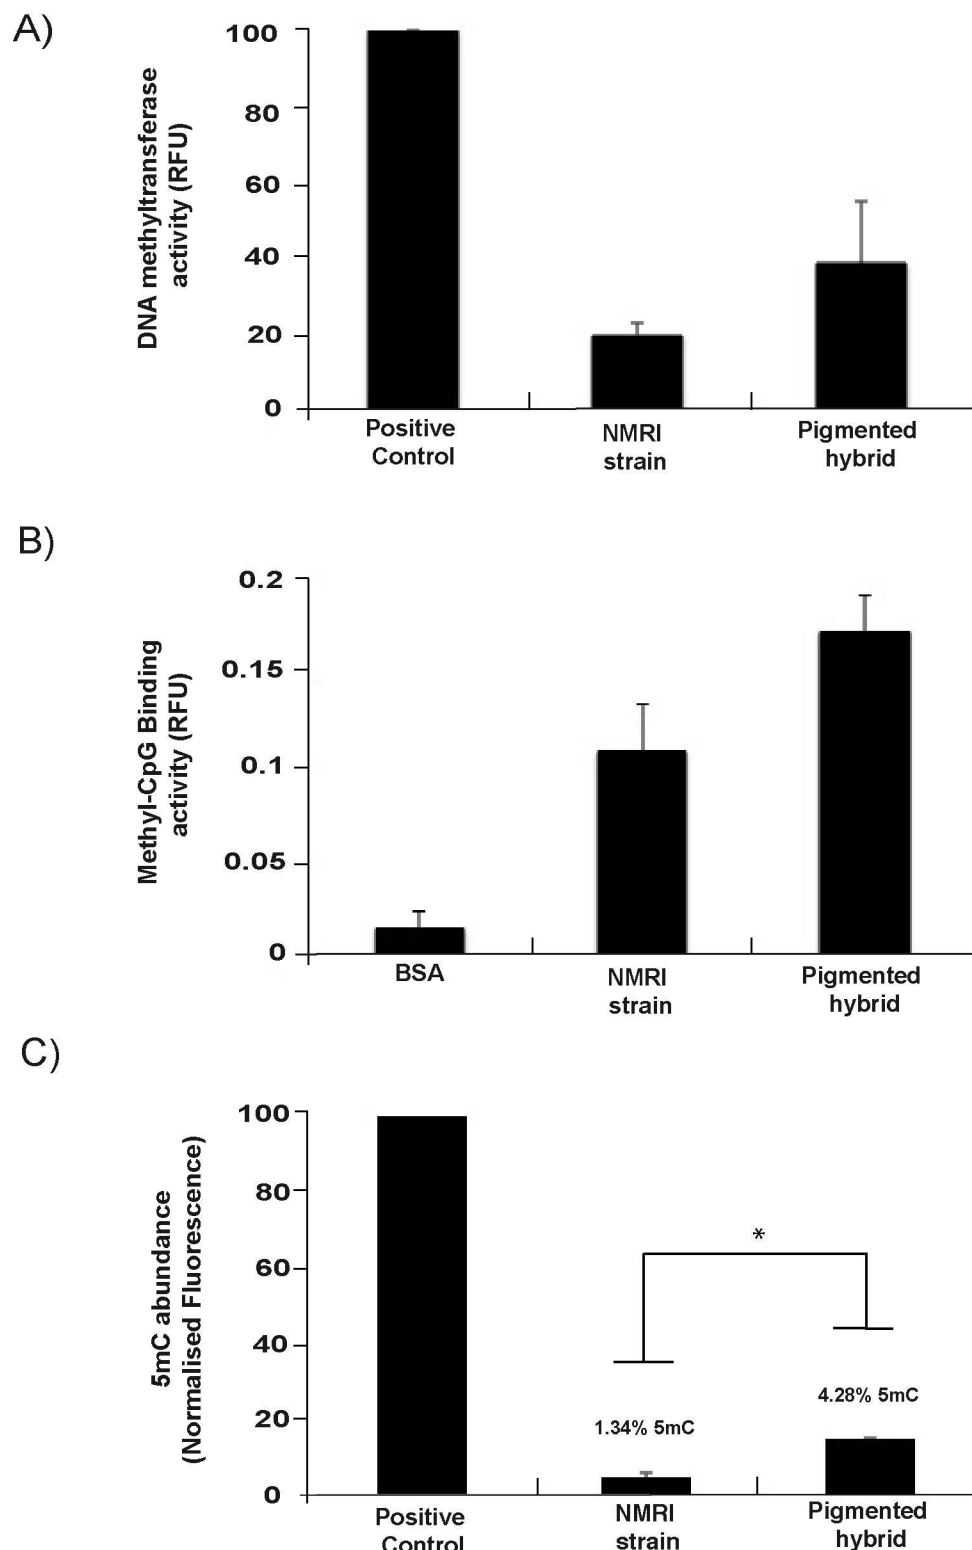 A)
DNA methyltransferase
activity (RFU)
100
80
60
40
20
0
Positive
Control
NMRI
strain
Pigmented
hybrid
B)
Methyl-CpG Binding
activity (RFU)
0.2
0.15
0.1
0.05
0
BSA
NMRI
strain
Pigmented
hybrid
C)
5mC abundance
(Normalised Fluorescence)
100
80
60
40
20
0
*
1.34% 5mC
4.28% 5mC
Positive
Control
NMRI
strain
Pigmented
hybrid